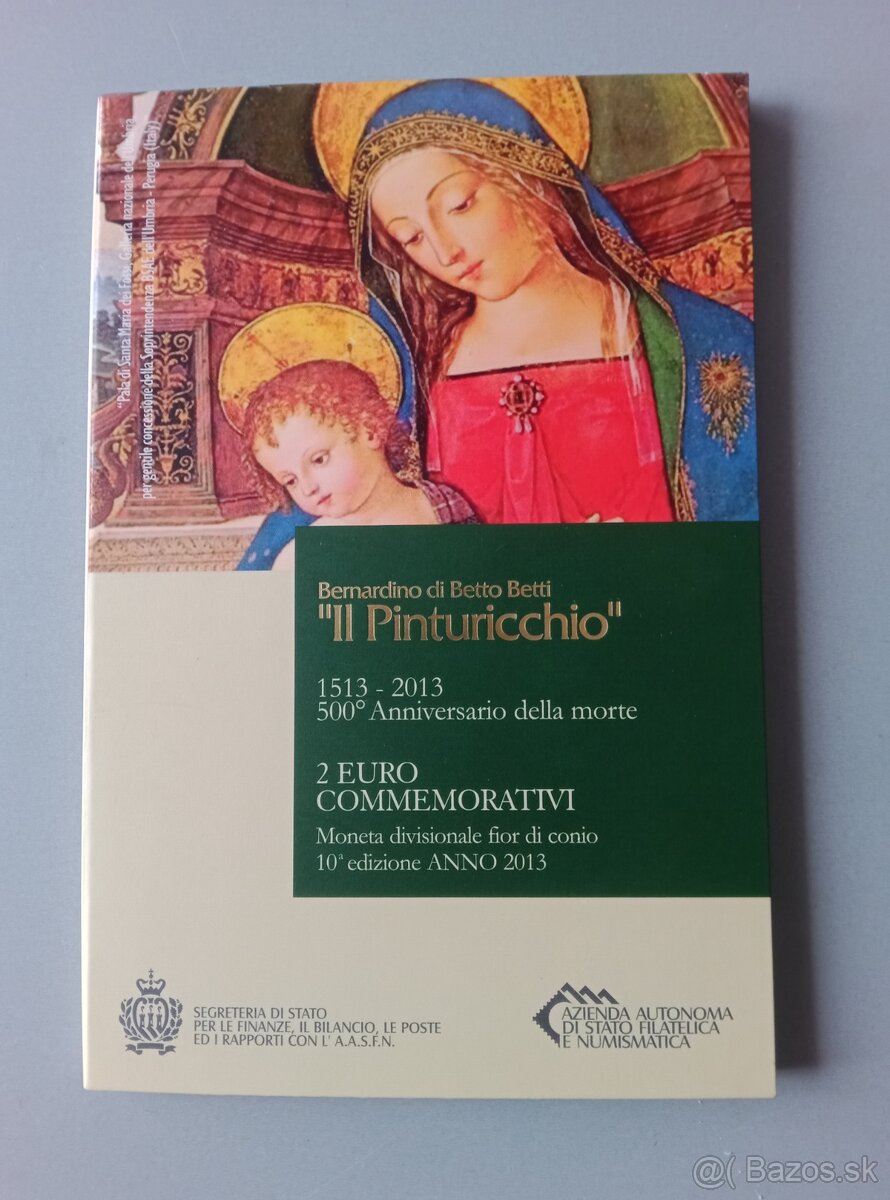 "Pala di Santa Maria dei Fossi, Galleria nazionale dell'Umbria
per gentile concessione della Soprintendenza BSAE dell'Umbria - Perugia (Italy)
Bernardino di Betto Betti
"Il Pinturicchio"
1513 - 2013
500° Anniversario della morte
2 EURO
COMMEMORATIVI
Moneta divisionale fior di conio
10ª edizione ANNO 2013
SEGRETERIA DI STATO
PER LE FINANZE, IL BILANCIO, LE POSTE
ED I RAPPORTI CON L' A.A.S.F.N.
AZIENDA AUTONOMA
DI STATO FILATELICA
E NUMISMATICA
@( Bazos.sk